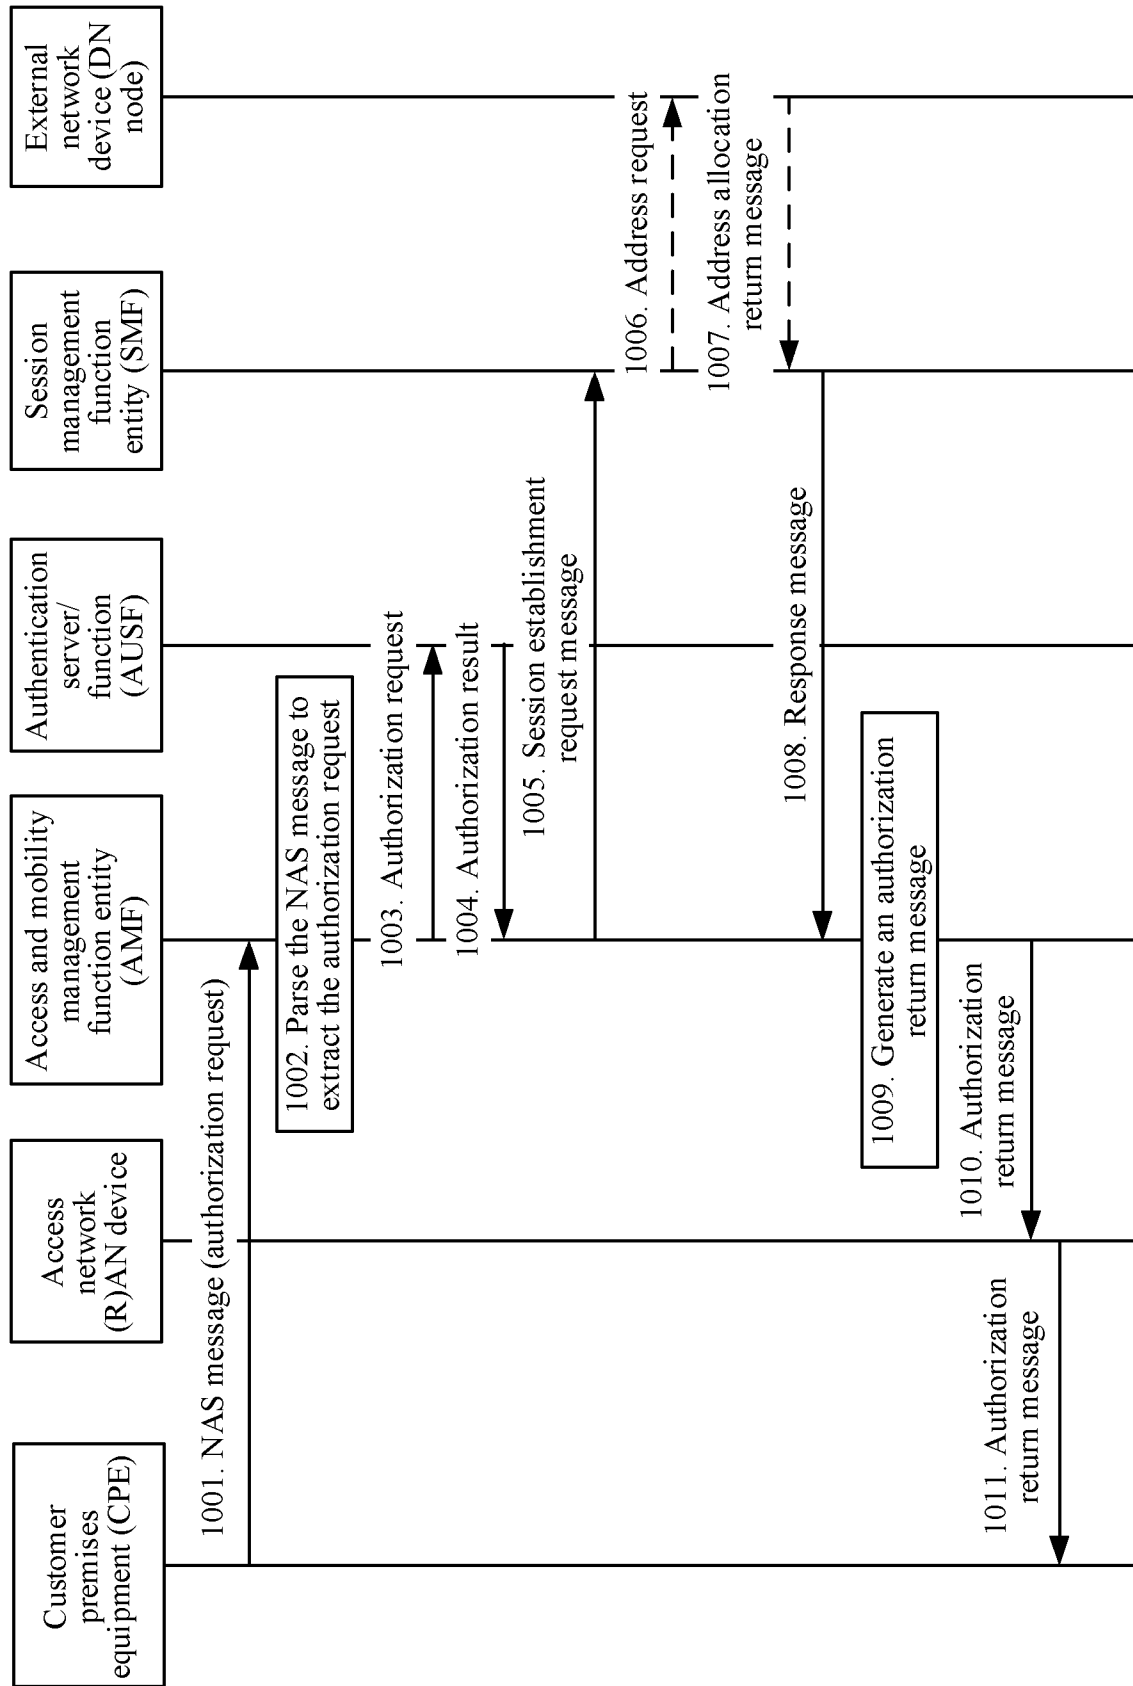 Customer
premises
equipment (CPE)
Access
network
(R)AN device
Access and mobility
management
function entity
(AMF)
Authentication
server/
function
(AUSF)
Session
management
function
entity (SMF)
External
network
device (DN
node)
1001. NAS message (authorization request)
1002. Parse the NAS message to
extract the authorization request
1003. Authorization request
1004. Authorization result
1005. Session establishment
request message
1006. Address request
1007. Address allocation
return message
1008. Response message
1009. Generate an authorization
return message
1010. Authorization
return message
1011. Authorization
return message